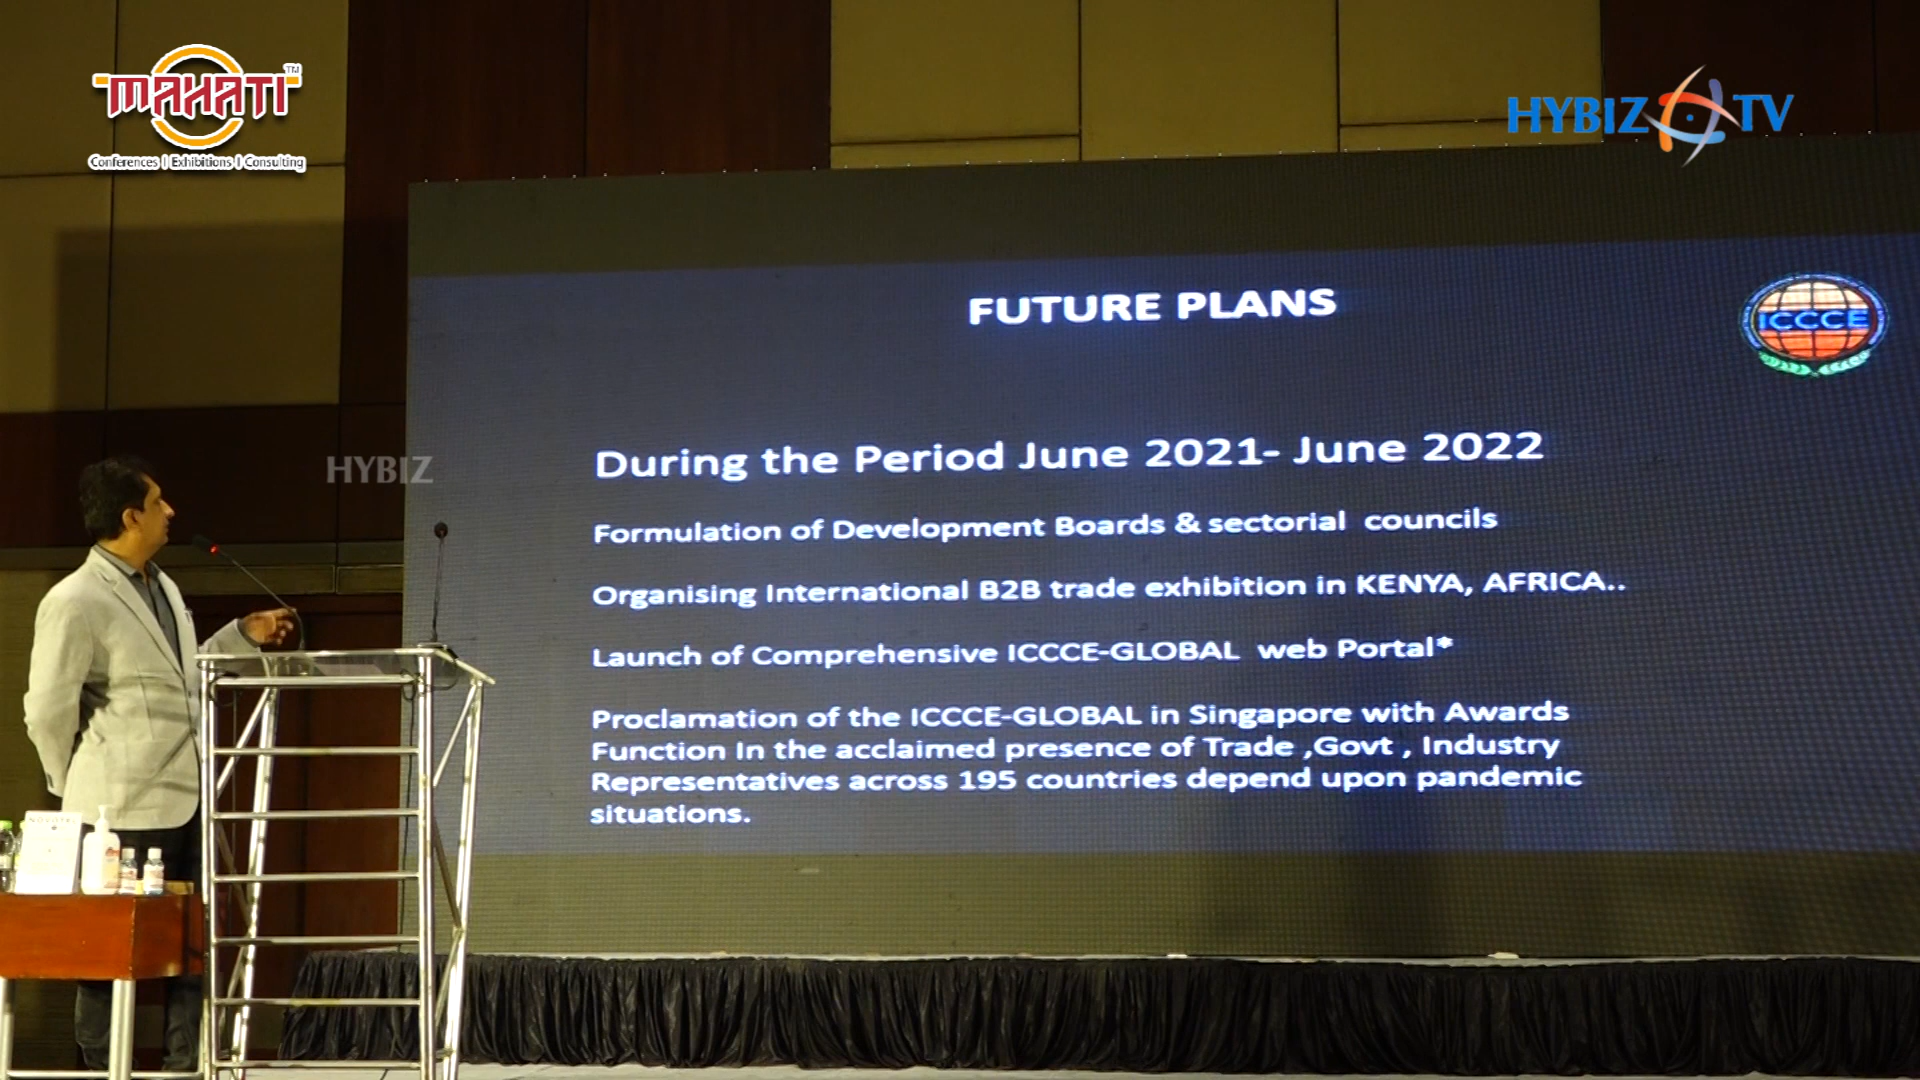 MAHATI TM
Conferences | Exhibitions | Consulting
HYBIZ TV
FUTURE PLANS
ICCCE
During the Period June 2021- June 2022
HYBIZ
Formulation of Development Boards & sectorial councils
Organising International B2B trade exhibition in KENYA, AFRICA..
Launch of Comprehensive ICCCE-GLOBAL web Portal*
Proclamation of the ICCCE-GLOBAL in Singapore with Awards
Function In the acclaimed presence of Trade ,Govt , Industry
Representatives across 195 countries depend upon pandemic
situations.
NOVOTEL